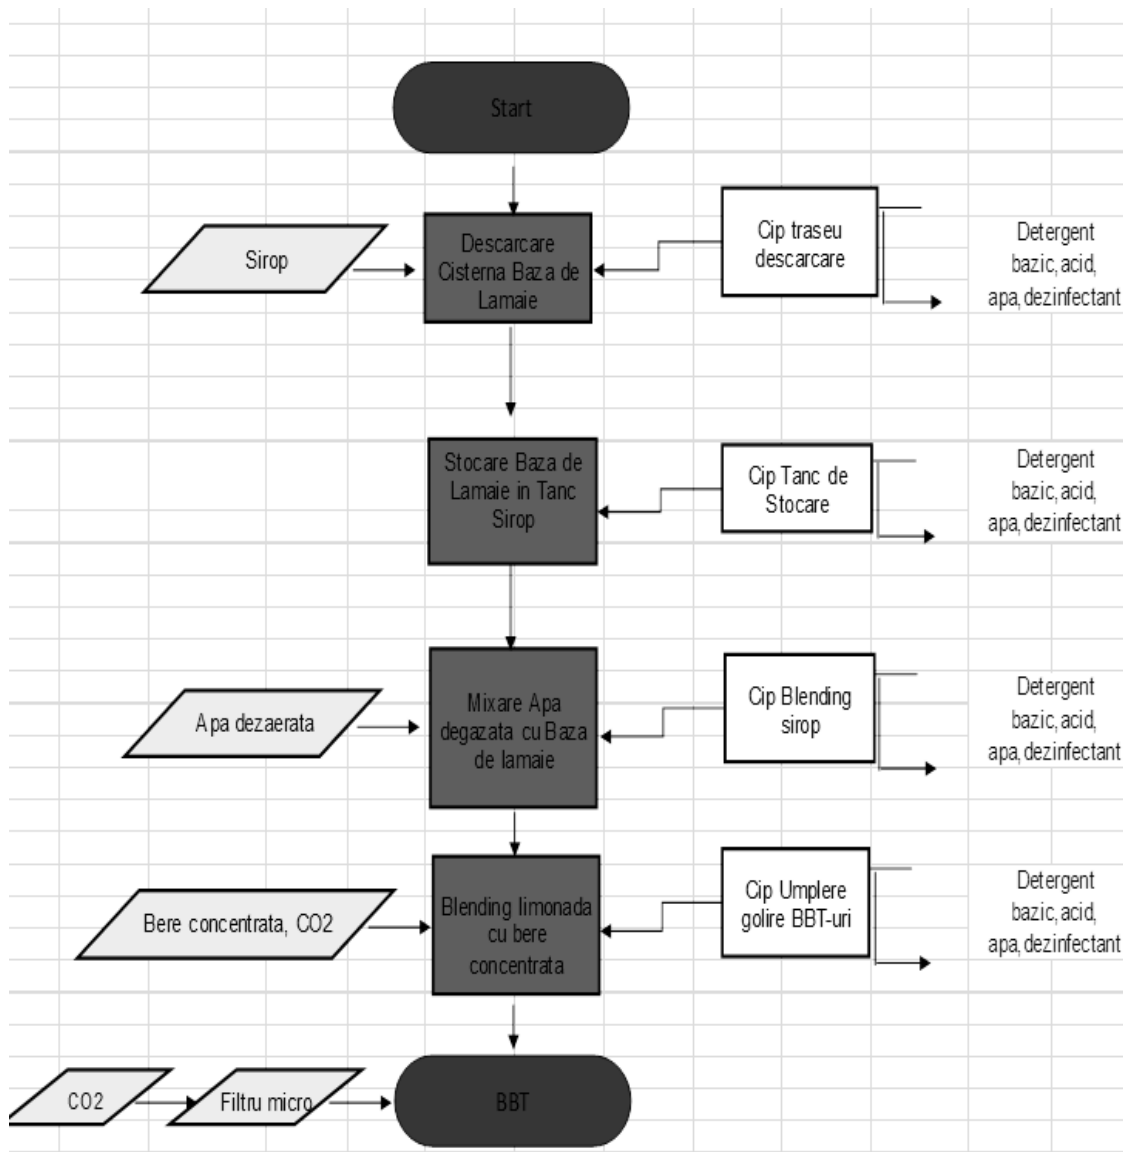 Start
Sirop
Descarcare
Cisterna Baza de
Lamaie
Cip traseu
descarcare
Detergent
bazic, acid,
apa, dezinfectant
Stocare Baza de
Lamaie in Tanc
Sirop
Cip Tanc de
Stocare
Detergent
bazic, acid,
apa, dezinfectant
Apa dezaerata
Mixare Apa
degazata cu Baza
de lamaie
Cip Blending
sirop
Detergent
bazic, acid,
apa, dezinfectant
Bere concentrata, CO2
Blending limonada
cu bere
concentrata
Cip Umplere
golire BBT-uri
Detergent
bazic, acid,
apa, dezinfectant
CO2
Filtru micro
BBT